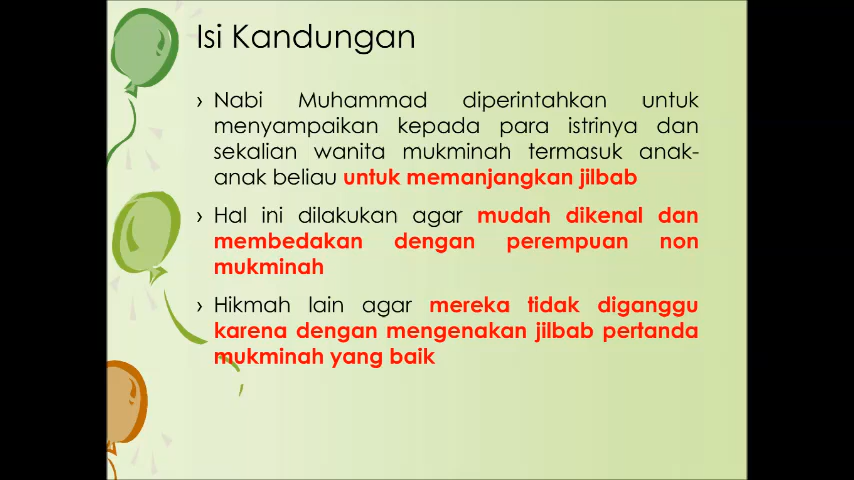 Isi Kandungan
› Nabi Muhammad diperintahkan untuk
menyampaikan kepada para istrinya dan
sekalian wanita mukminah termasuk anak-
anak beliau untuk memanjangkan jilbab
› Hal ini dilakukan agar mudah dikenal dan
membedakan dengan perempuan non
mukminah
› Hikmah lain agar mereka tidak diganggu
karena dengan mengenakan jilbab pertanda
mukminah yang baik